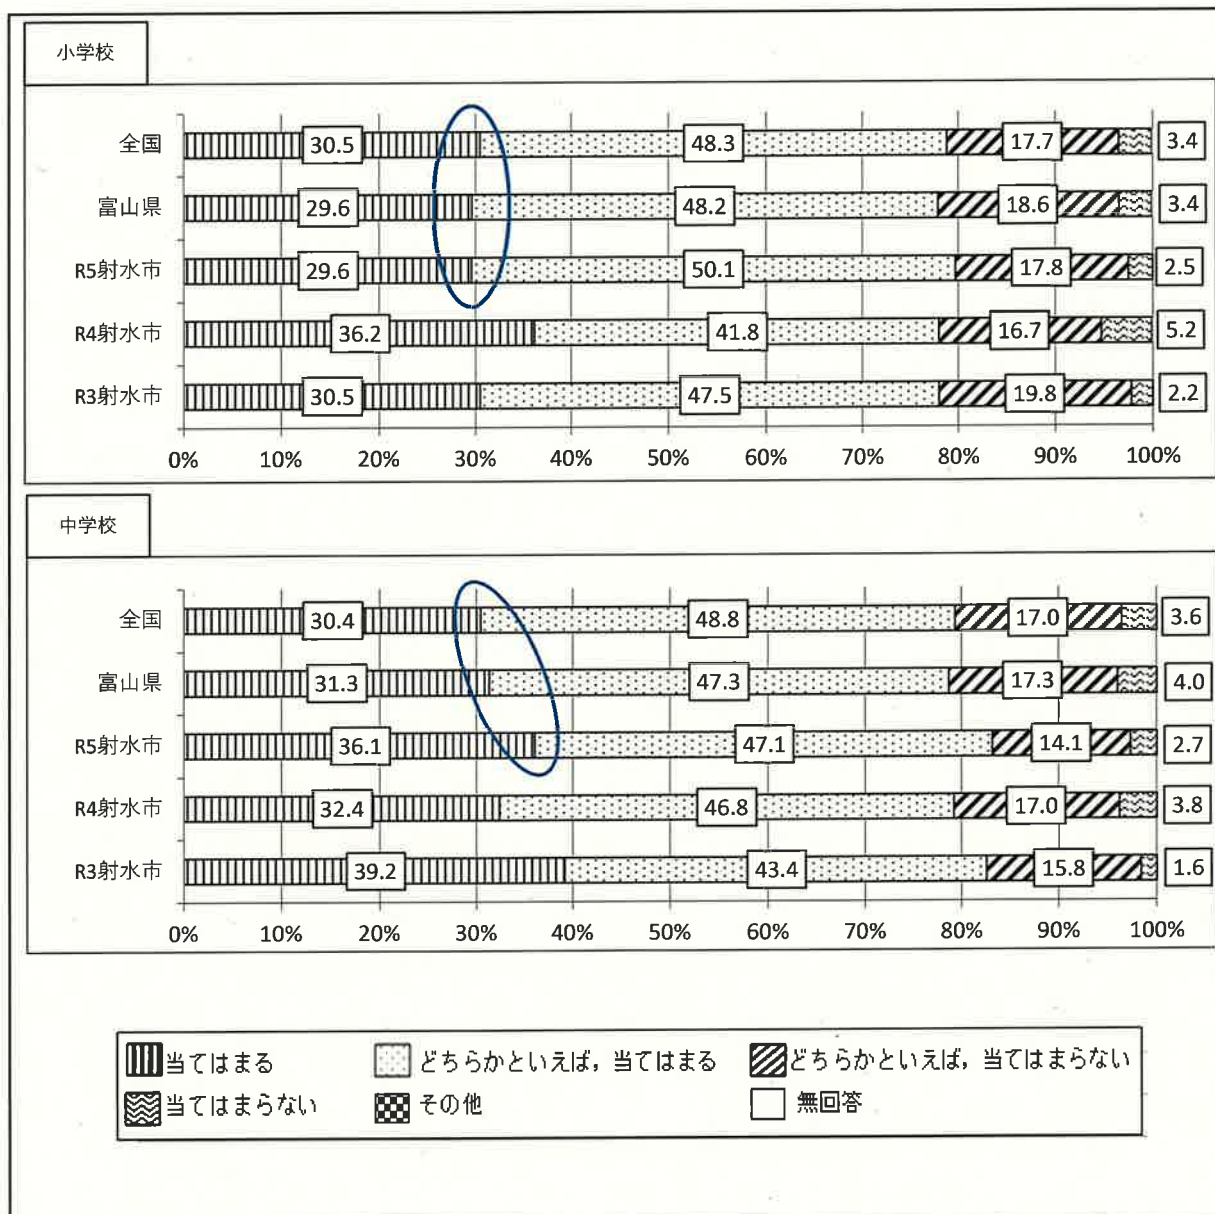 小学校
全国 30.5 48.3 17.7 3.4
富山県 29.6 48.2 18.6 3.4
R5射水市 29.6 50.1 17.8 2.5
R4射水市 36.2 41.8 16.7 5.2
R3射水市 30.5 47.5 19.8 2.2
0% 10% 20% 30% 40% 50% 60% 70% 80% 90% 100%
中学校
全国 30.4 48.8 17.0 3.6
富山県 31.3 47.3 17.3 4.0
R5射水市 36.1 47.1 14.1 2.7
R4射水市 32.4 46.8 17.0 3.8
R3射水市 39.2 43.4 15.8 1.6
0% 10% 20% 30% 40% 50% 60% 70% 80% 90% 100%
当てはまる どちらかといえば，当てはまる どちらかといえば，当てはまらない
当てはまらない その他 無回答